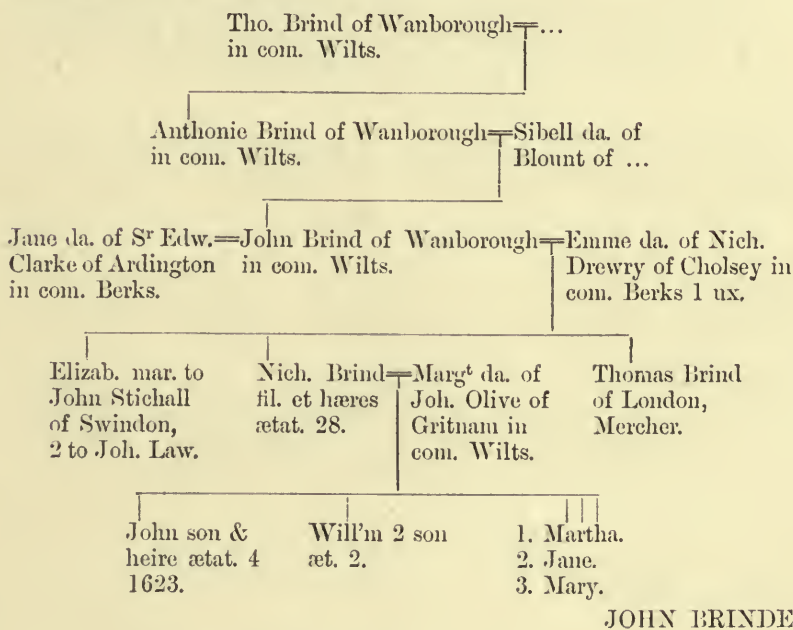 Tho. Brind of Wanborough=...
in com. Wilts.
Anthonie Brind of Wanborough=Sibell da. of
in com. Wilts.
Blount of ...
Jane da. of Sʳ Edw.=John Brind of Wanborough=Emme da. of Nich.
Clarke of Ardington
in com. Wilts.
Drewry of Cholsey in
in com. Berks.
com. Berks 1 ux.
Elizab. mar. to
John Stichall
of Swindon,
2 to Joh. Law.
Nich. Brind=Margᵗ da. of
fil. et hæres
Joh. Olive of
ætat. 28.
Gritnam in
com. Wilts.
Thomas Brind
of London,
Mercher.
John son &
heire ætat. 4
1623.
Will'm 2 son
æt. 2.
1. Martha.
2. Jane.
3. Mary.
JOHN BRINDE